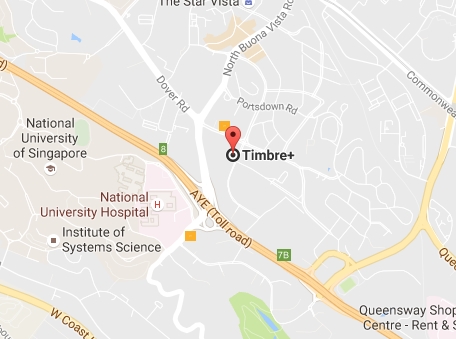 The Star Vista
North Buona Vista Rd
Dover Rd
Portsdown Rd
Commonwea
d)
National
University
of Singapore
8
Timbre+
National
University Hospital
H
AYE (Toll road)
Institute of
Systems Science
7B
Que
W Coast
Queensway Shop
Centre - Rent & S